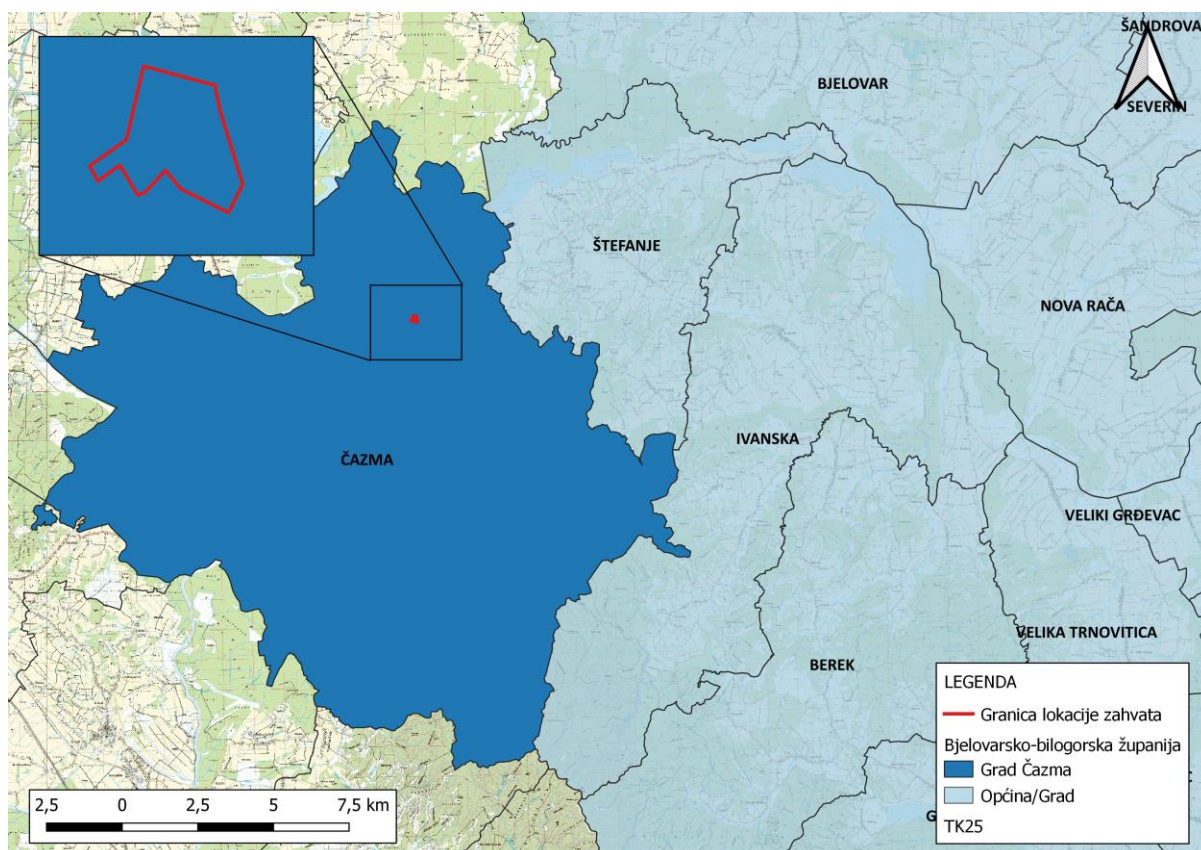 ŠANDROVA
BJELOVAR
SEVERIN
ŠTEFANJE
NOVA RAČA
IVANSKA
ČAZMA
VELIKI GRĐEVAC
VELIKA TRNOVITICA
BEREK
LEGENDA
Granica lokacije zahvata
Bjelovarsko-bilogorska županija
Grad Čazma
Općina/Grad
TK25
G
2,5 0 2,5 5 7,5 km